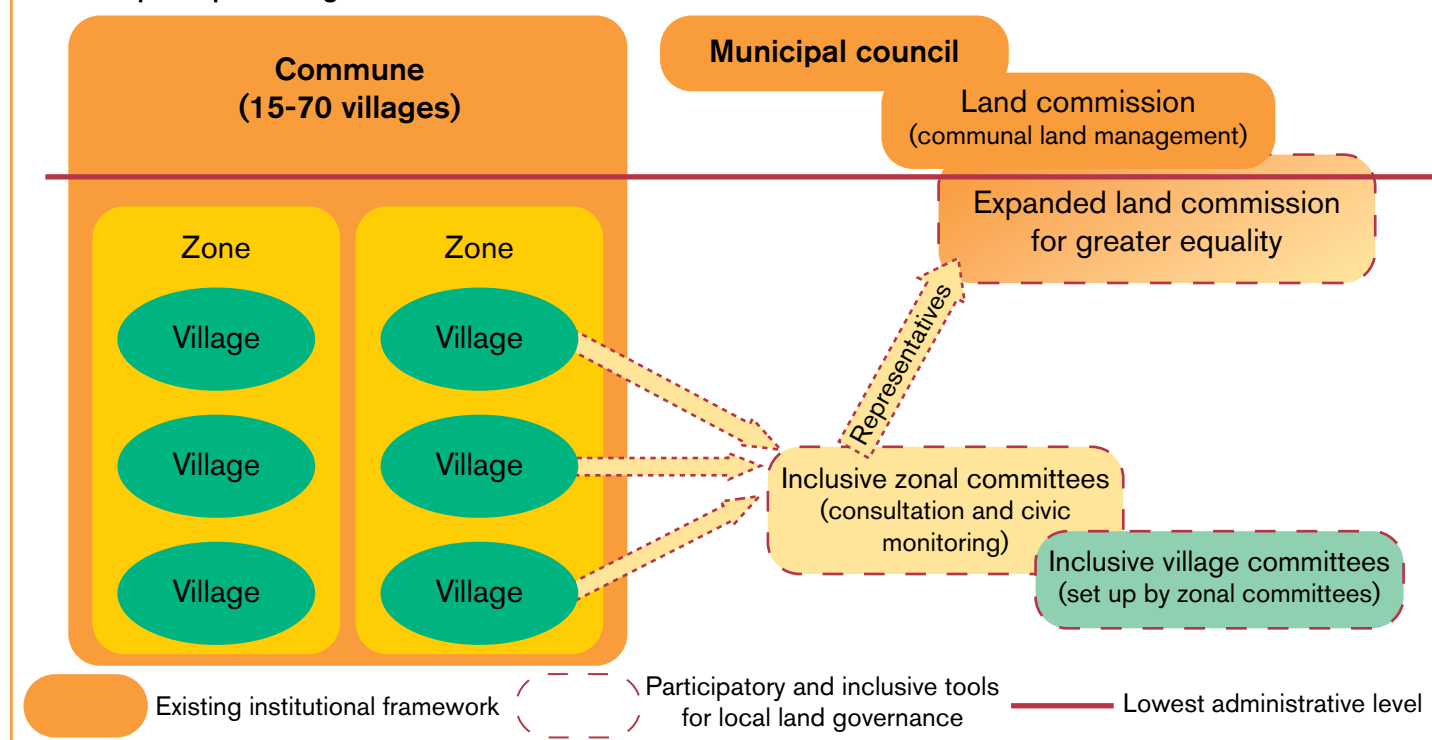 Commune
(15-70 villages)
Municipal council
Land commission
(communal land management)
Expanded land commission
for greater equality
Zone
Zone
Village
Village
Village
Village
Village
Village
Representatives
Inclusive zonal committees
(consultation and civic
monitoring)
Inclusive village committees
(set up by zonal committees)
Existing institutional framework
Participatory and inclusive tools
for local land governance
Lowest administrative level